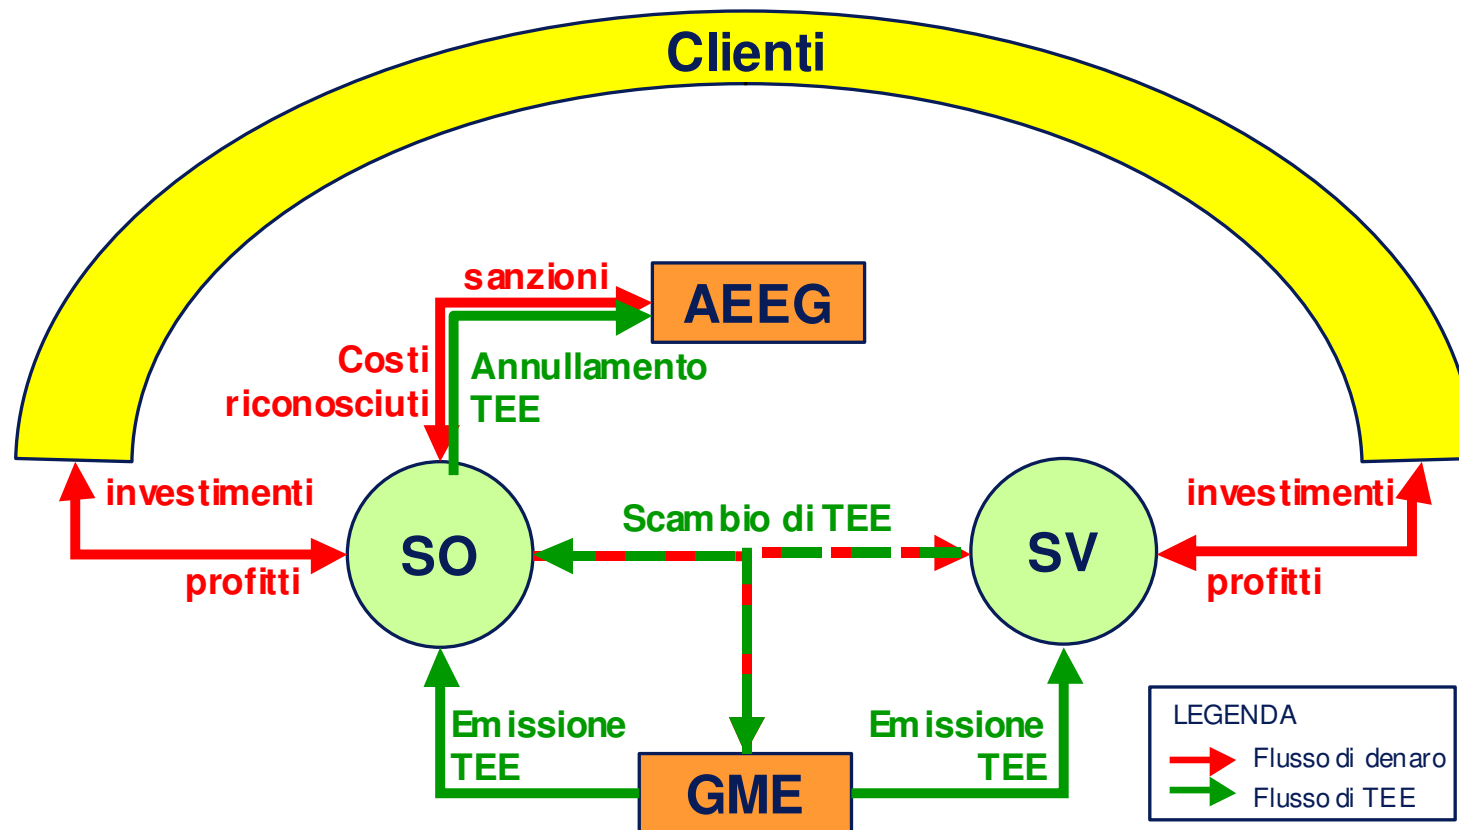 Clienti
sanzioni
AEEG
Costi
riconosciuti
Annullamento
TEE
investimenti
profitti
SO
Scambio di TEE
SV
investimenti
profitti
Emissione
TEE
Emissione
TEE
GME
LEGENDA
Flusso di denaro
Flusso di TEE